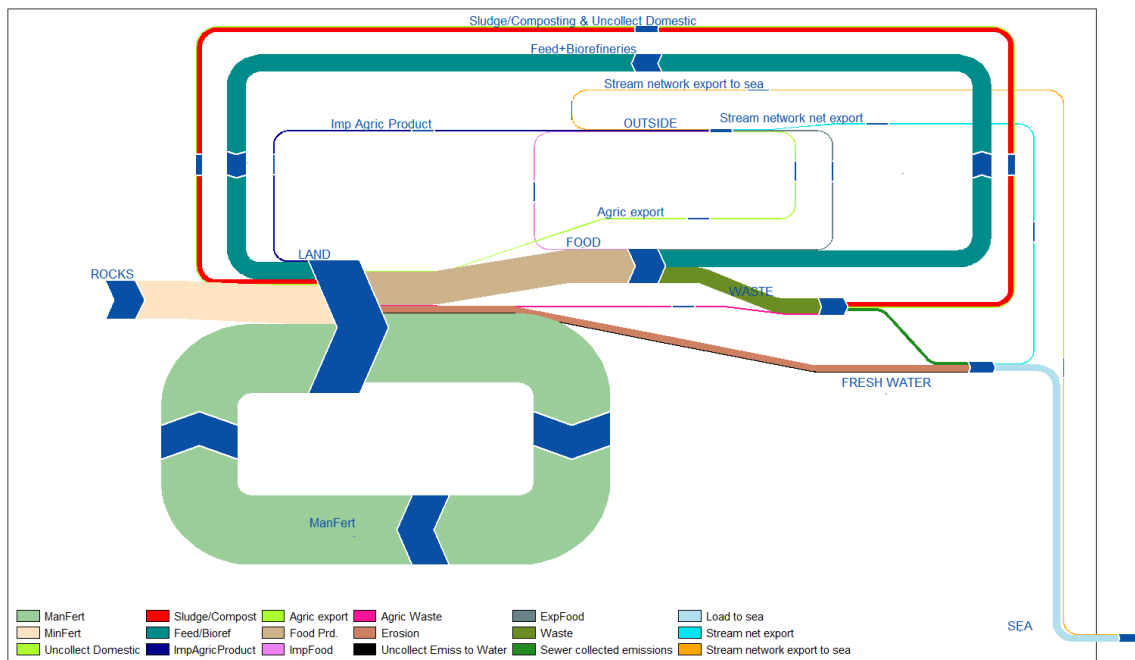 Sludge/Composting & Uncollect Domestic
Feed+Biorefineries
Stream network export to sea
Imp Agric Product
OUTSIDE
Stream network net export
Agric export
FOOD
LAND
ROCKS
WASTE
FRESH WATER
ManFert
SEA
ManFert
Sludge/Compost
Agric export
Agric Waste
ExpFood
Load to sea
MinFert
Feed/Bioref
Food Prd.
Erosion
Waste
Stream net export
Uncollect Domestic
ImpAgricProduct
ImpFood
Uncollect Emiss to Water
Sewer collected emissions
Stream network export to sea